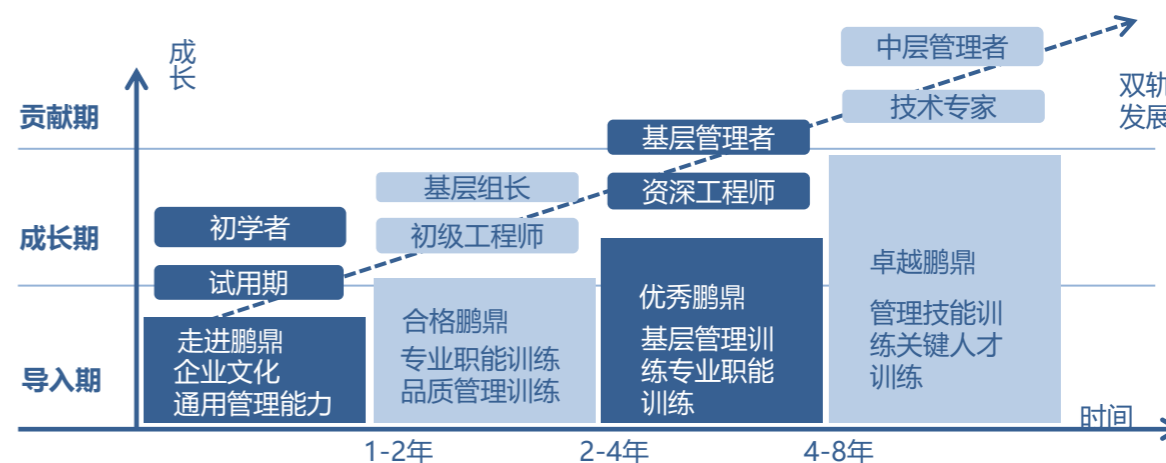 成
长
贡献期
成长期
导入期
初学者
试用期
走进鹏鼎
企业文化
通用管理能力
基层组长
初级工程师
合格鹏鼎
专业职能训练
品质管理训练
基层管理者
资深工程师
优秀鹏鼎
基层管理训
练专业职能
训练
中层管理者
技术专家
卓越鹏鼎
管理技能训
练关键人才
训练
双轨
发展
时间
1-2年
2-4年
4-8年